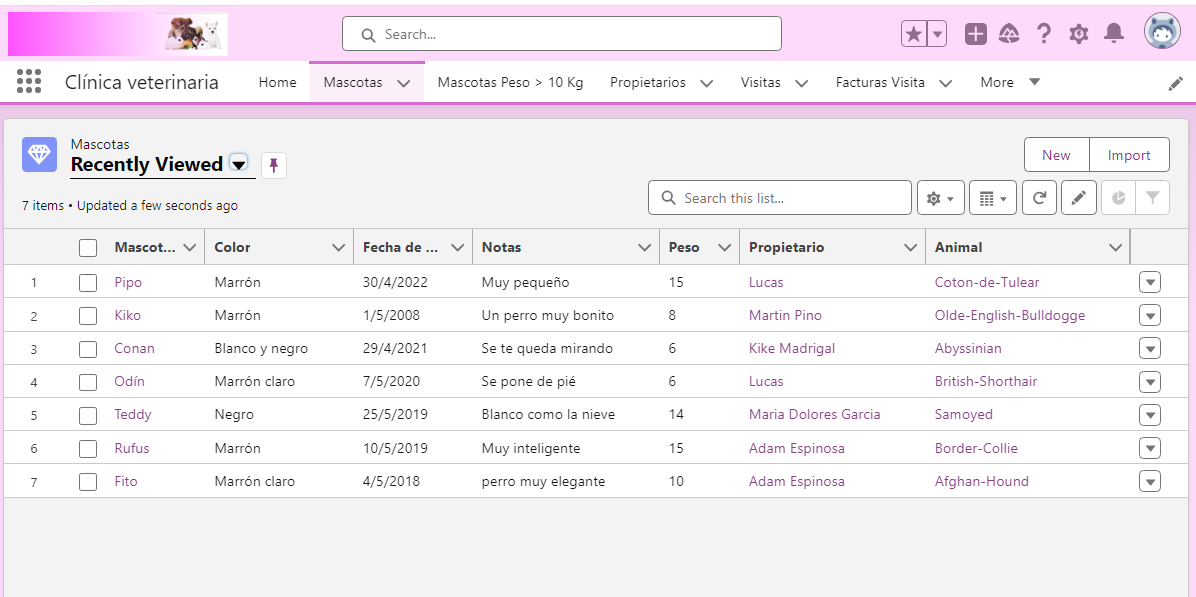 Search...
Clínica veterinaria Home Mascotas Mascotas Peso > 10 Kg Propietarios Visitas Facturas Visita More
Mascotas
Recently Viewed
New Import
7 items • Updated a few seconds ago
Search this list...
Mascot... Color Fecha de ... Notas Peso Propietario Animal
1 Pipo Marrón 30/4/2022 Muy pequeño 15 Lucas Coton-de-Tulear
2 Kiko Marrón 1/5/2008 Un perro muy bonito 8 Martin Pino Olde-English-Bulldogge
3 Conan Blanco y negro 29/4/2021 Se te queda mirando 6 Kike Madrigal Abyssinian
4 Odín Marrón claro 7/5/2020 Se pone de pié 6 Lucas British-Shorthair
5 Teddy Negro 25/5/2019 Blanco como la nieve 14 Maria Dolores Garcia Samoyed
6 Rufus Marrón 10/5/2019 Muy inteligente 15 Adam Espinosa Border-Collie
7 Fito Marrón claro 4/5/2018 perro muy elegante 10 Adam Espinosa Afghan-Hound